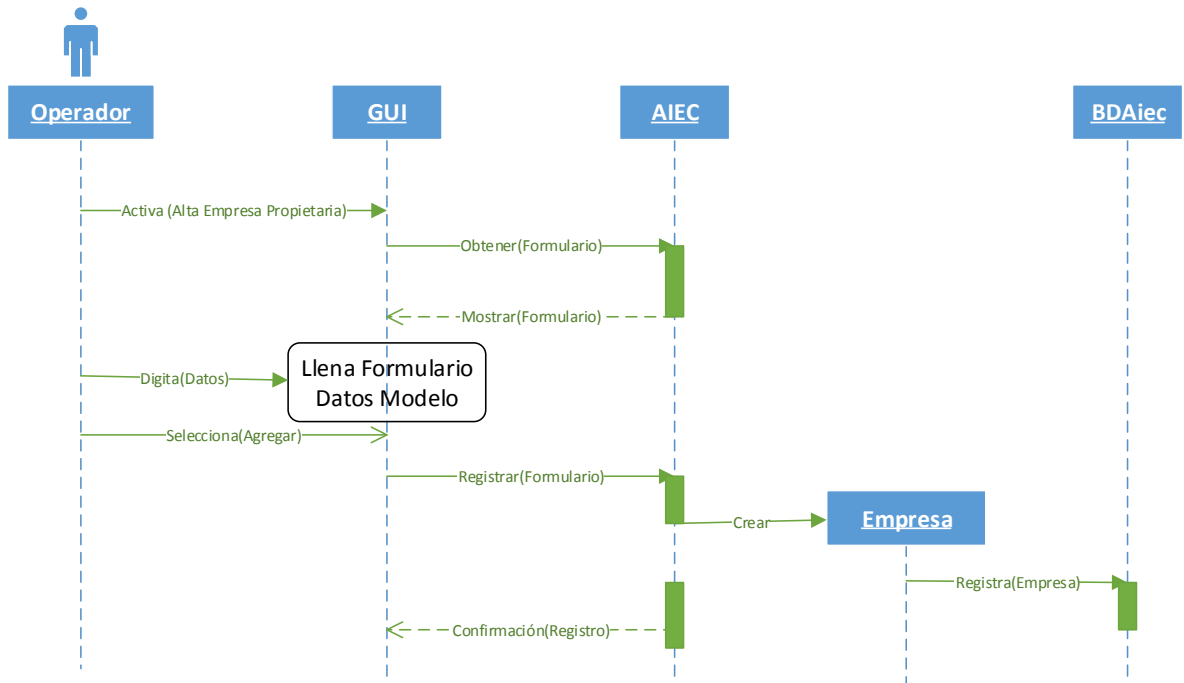 Operador
GUI
AIEC
BDAiec
Activa (Alta Empresa Propietaria)
Obtener(Formulario)
Mostrar(Formulario)
Llena Formulario
Datos Modelo
Digita(Datos)
Selecciona(Agregar)
Registrar(Formulario)
Crear
Empresa
Registra(Empresa)
Confirmación(Registro)